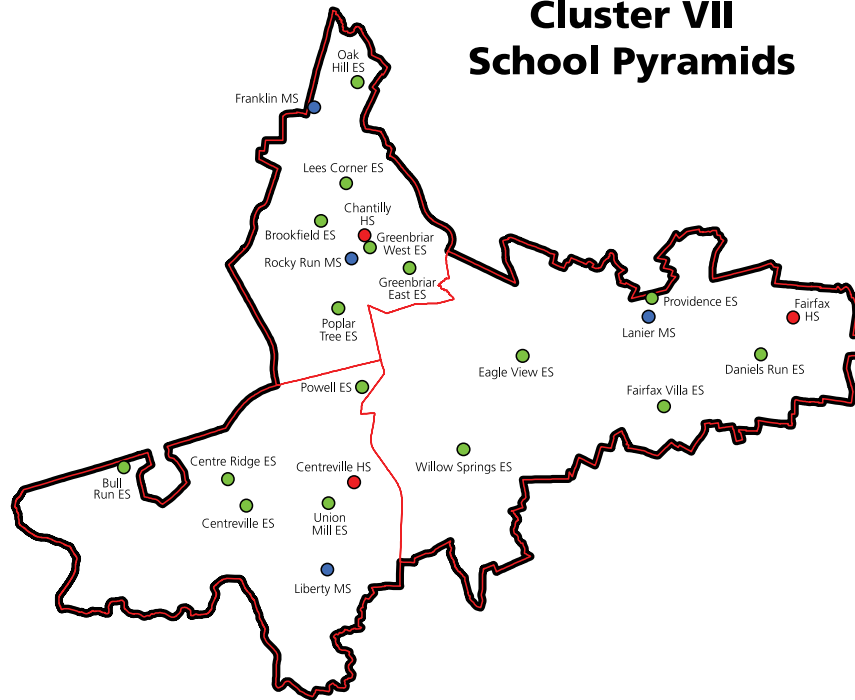 Cluster VII
School Pyramids
Oak
Hill ES
Franklin MS
Lees Corner ES
Chantilly
HS
Brookfield ES
Greenbriar
West ES
Rocky Run MS
Greenbriar
East ES
Poplar
Tree ES
Providence ES
Lanier MS
Fairfax
HS
Eagle View ES
Daniels Run ES
Powell ES
Fairfax Villa ES
Willow Springs ES
Bull
Run ES
Centre Ridge ES
Centreville HS
Centreville ES
Union
Mill ES
Liberty MS